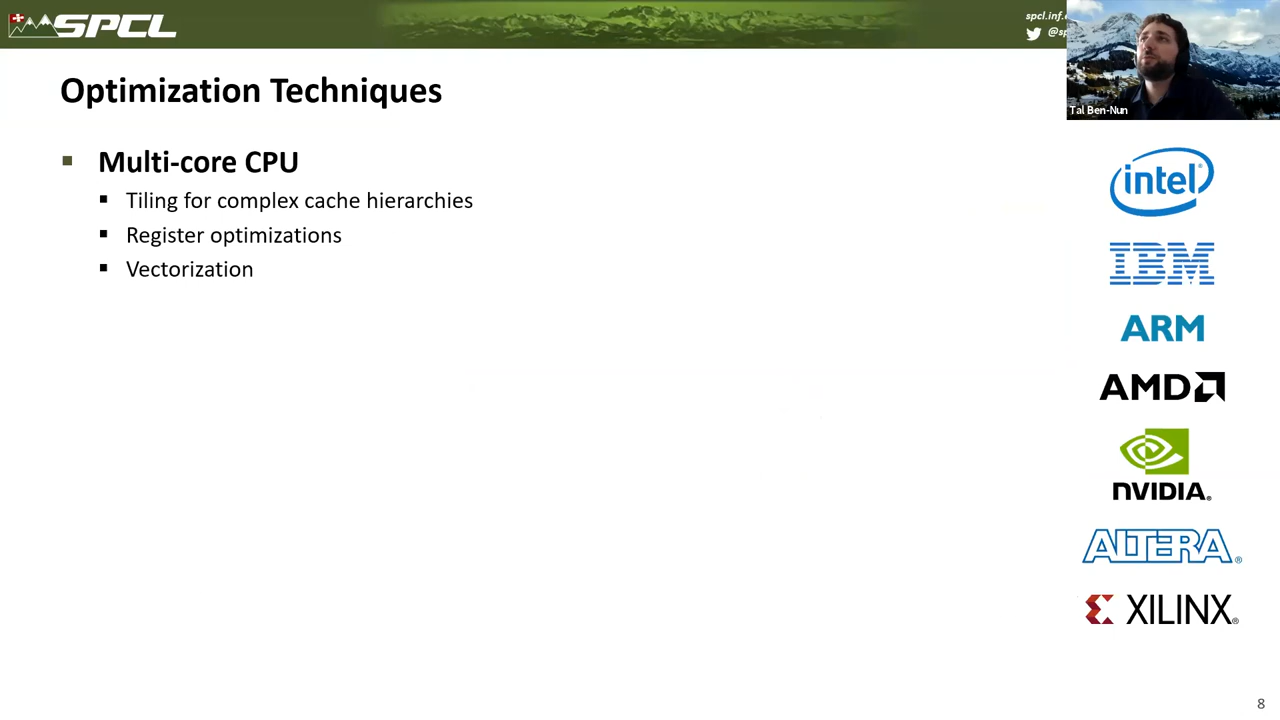 SPCL
spcl.inf.
@sp
Tal Ben-Nun
Optimization Techniques
Multi-core CPU
Tiling for complex cache hierarchies
Register optimizations
Vectorization
intel
IBM
ARM
AMD
NVIDIA
ALTERA
XILINX
8